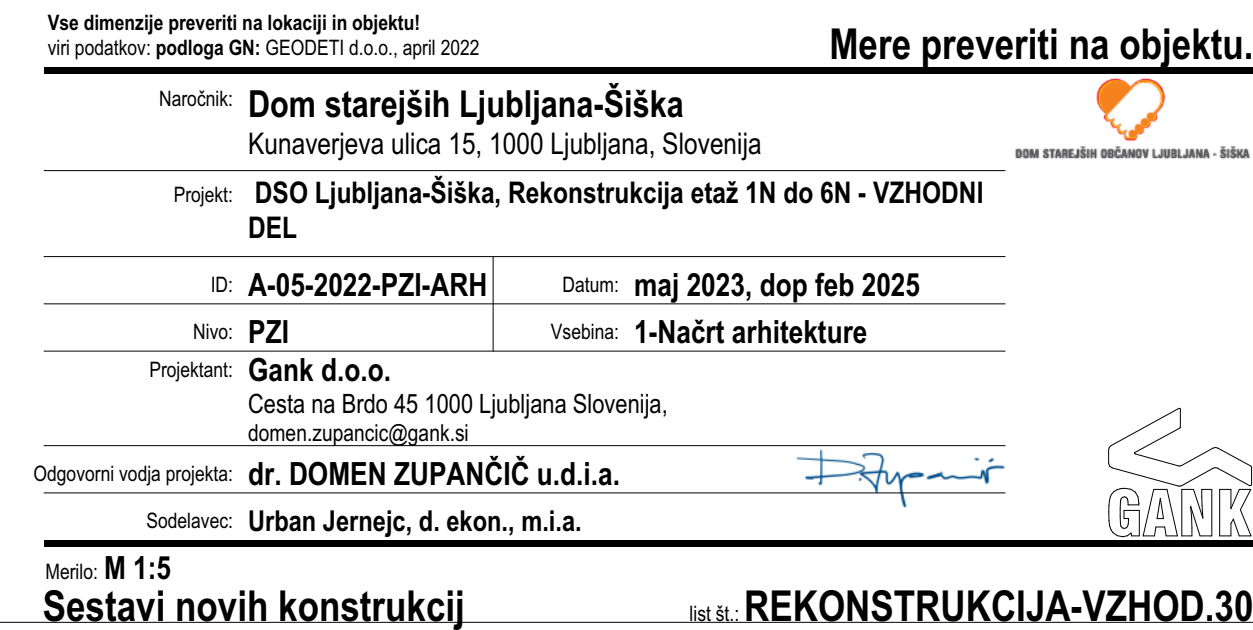 Vse dimenzije preveriti na lokaciji in objektu!
viri podatkov: podloga GN: GEODETI d.o.o., april 2022
Mere preveriti na objektu.
Naročnik: Dom starejših Ljubljana-Šiška
Kunaverjeva ulica 15, 1000 Ljubljana, Slovenija
DOM STAREJŠIH OBČANOV LJUBLJANA - ŠIŠKA
Projekt: DSO Ljubljana-Šiška, Rekonstrukcija etaž 1N do 6N - VZHODNI
DEL
ID: A-05-2022-PZI-ARH Datum: maj 2023, dop feb 2025
Nivo: PZI Vsebina: 1-Načrt arhitekture
Projektant: Gank d.o.o.
Cesta na Brdo 45 1000 Ljubljana Slovenija,
domen.zupancic@gank.si
Odgovorni vodja projekta: dr. DOMEN ZUPANČIČ u.d.i.a.
D.Zupančič
GANK
Sodelavec: Urban Jernejc, d. ekon., m.i.a.
Merilo: M 1:5
Sestavi novih konstrukcij list št.: REKONSTRUKCIJA-VZHOD.30